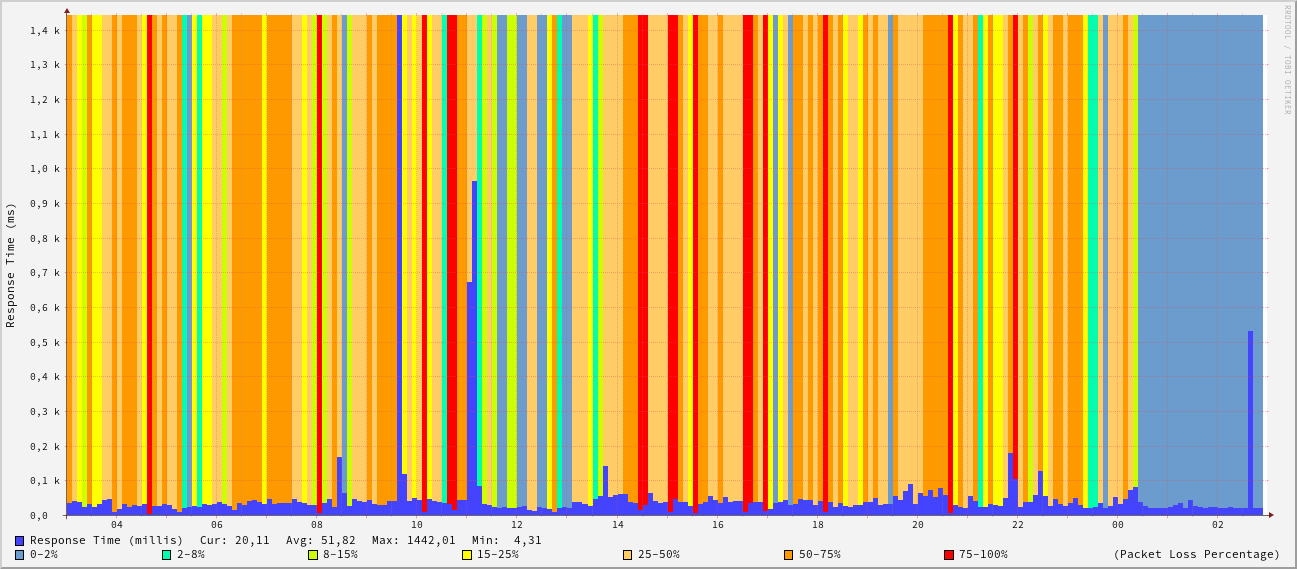 RRDTOOL / TOBI OETIKER
Response Time (ms)
1,4 k
1,3 k
1,2 k
1,1 k
1,0 k
0,9 k
0,8 k
0,7 k
0,6 k
0,5 k
0,4 k
0,3 k
0,2 k
0,1 k
0,0
04 06 08 10 12 14 16 18 20 22 00 02
Response Time (millis) Cur: 20,11 Avg: 51,82 Max: 1442,01 Min: 4,31
0-2% 2-8% 8-15% 15-25% 25-50% 50-75% 75-100% (Packet Loss Percentage)